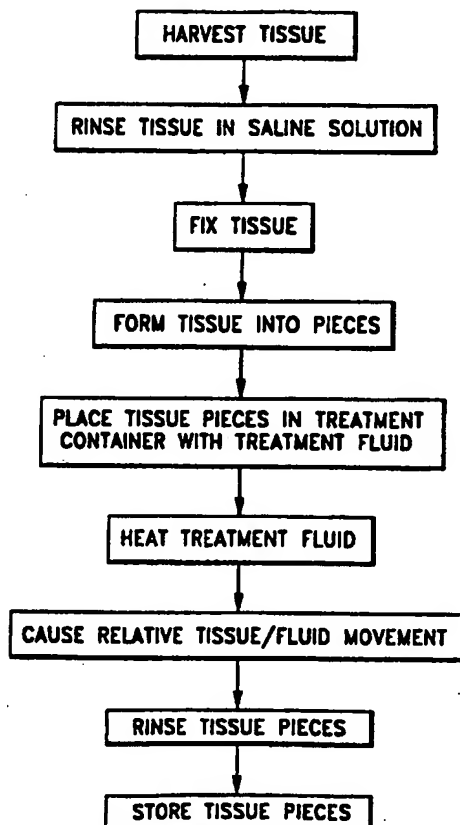 HARVEST TISSUE
RINSE TISSUE IN SALINE SOLUTION
FIX TISSUE
FORM TISSUE INTO PIECES
PLACE TISSUE PIECES IN TREATMENT
CONTAINER WITH TREATMENT FLUID
HEAT TREATMENT FLUID
CAUSE RELATIVE TISSUE/FLUID MOVEMENT
RINSE TISSUE PIECES
STORE TISSUE PIECES